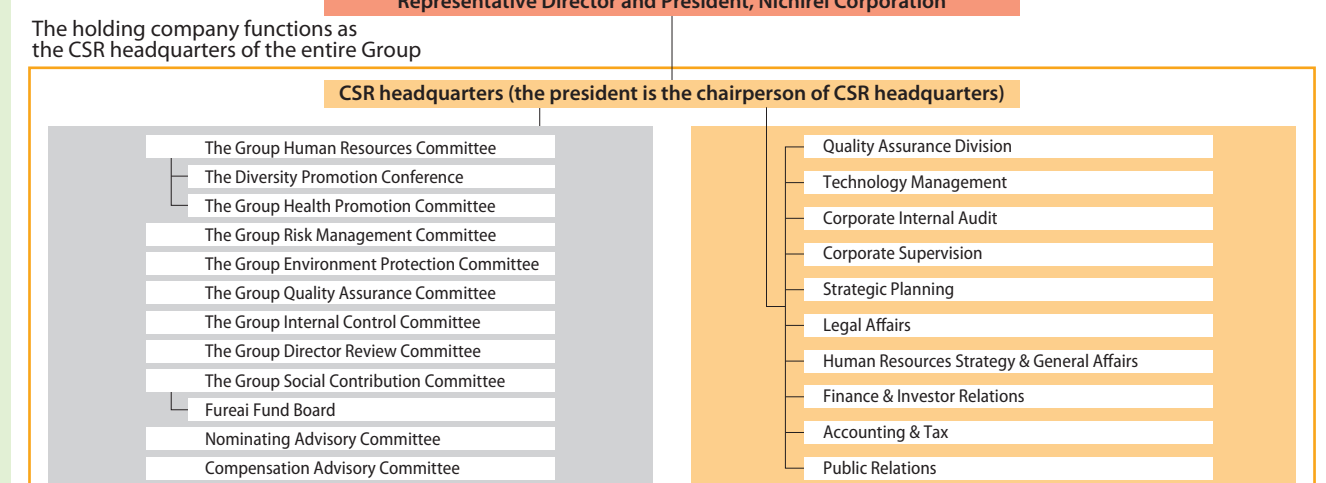 Representative Director and President, Nichirei Corporation
The holding company functions as
the CSR headquarters of the entire Group
CSR headquarters (the president is the chairperson of CSR headquarters)
The Group Human Resources Committee
The Diversity Promotion Conference
The Group Health Promotion Committee
The Group Risk Management Committee
The Group Environment Protection Committee
The Group Quality Assurance Committee
The Group Internal Control Committee
The Group Director Review Committee
The Group Social Contribution Committee
Fureai Fund Board
Nominating Advisory Committee
Compensation Advisory Committee
Quality Assurance Division
Technology Management
Corporate Internal Audit
Corporate Supervision
Strategic Planning
Legal Affairs
Human Resources Strategy & General Affairs
Finance & Investor Relations
Accounting & Tax
Public Relations